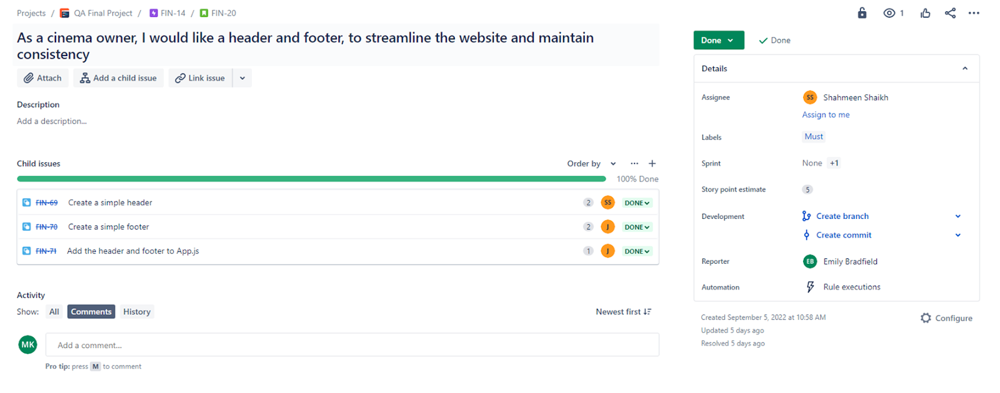 Projects / QA Final Project / FIN-14 / FIN-20
1
As a cinema owner, I would like a header and footer, to streamline the website and maintain
consistency
Attach Add a child issue Link issue
Description
Add a description...
Child issues Order by
100% Done
FIN-69 Create a simple header 2 SS DONE
FIN-70 Create a simple footer 2 J DONE
FIN-71 Add the header and footer to App.js 1 J DONE
Activity
Show: All Comments History Newest first
MK Add a comment...
Pro tip: press M to comment
Done Done
Details
Assignee SS Shahmeen Shaikh
Assign to me
Labels Must
Sprint None +1
Story point estimate 5
Development Create branch
Create commit
Reporter EB Emily Bradfield
Automation Rule executions
Created September 5, 2022 at 10:58 AM Configure
Updated 5 days ago
Resolved 5 days ago